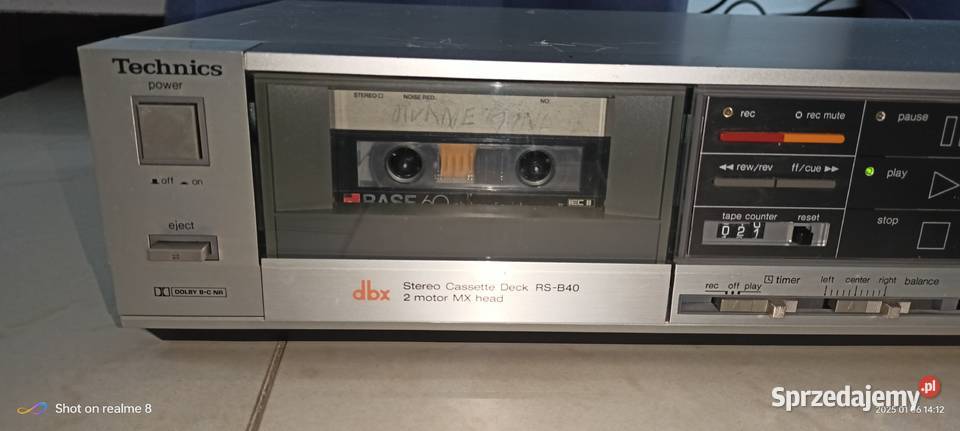 Technics
power
off on
eject
DOLBY B-C NR
STEREO NOISE RED. NO.
BASF 60
IEC II
dbx Stereo Cassette Deck RS-B40
2 motor MX head
rec rec mute
rew/rev ff/cue
tape counter reset
pause
play
stop
rec off play
timer
left center right balance
Shot on realme 8
Sprzedajemy.pl
2025 01 06 14:12